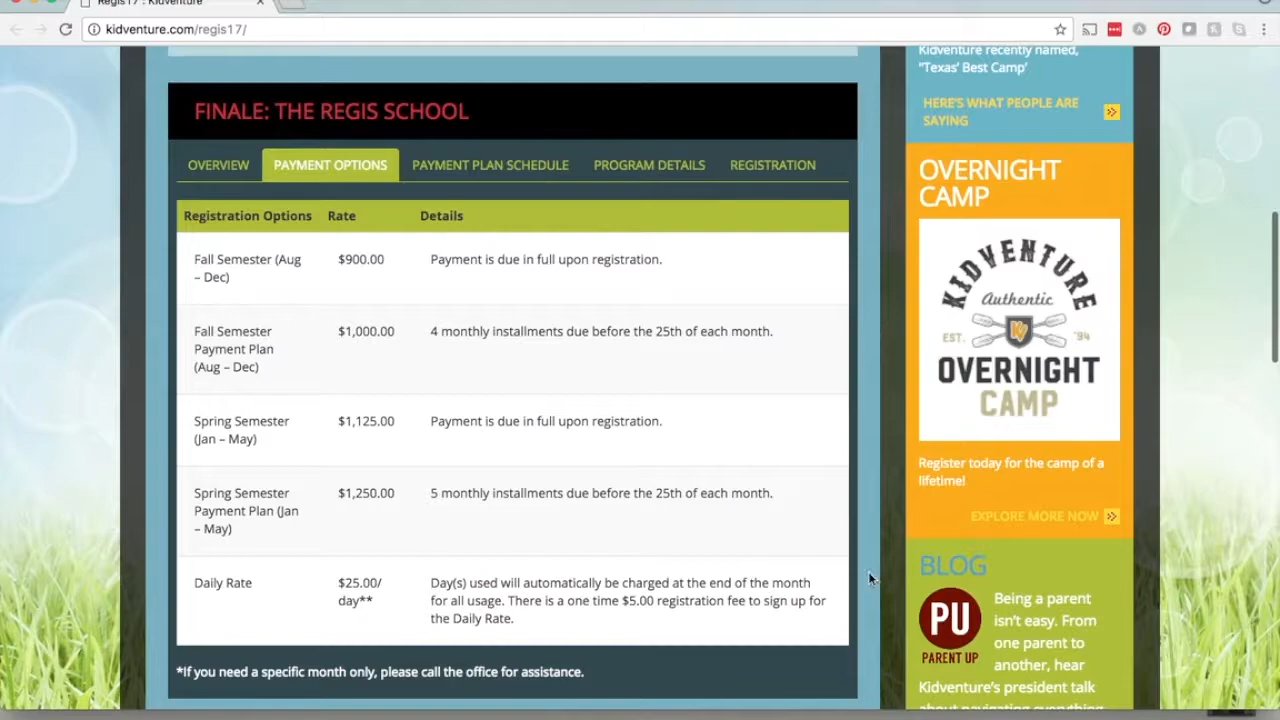 Regis17 : Kidventure
kidventure.com/regis17/
FINALE: THE REGIS SCHOOL
OVERVIEW PAYMENT OPTIONS PAYMENT PLAN SCHEDULE PROGRAM DETAILS REGISTRATION
Registration Options Rate Details
Fall Semester (Aug
– Dec)
$900.00
Payment is due in full upon registration.
Fall Semester
Payment Plan
(Aug – Dec)
$1,000.00
4 monthly installments due before the 25th of each month.
Spring Semester
(Jan – May)
$1,125.00
Payment is due in full upon registration.
Spring Semester
Payment Plan (Jan
– May)
$1,250.00
5 monthly installments due before the 25th of each month.
Daily Rate
$25.00/
day**
Day(s) used will automatically be charged at the end of the month
for all usage. There is a one time $5.00 registration fee to sign up for
the Daily Rate.
*If you need a specific month only, please call the office for assistance.
Kidventure recently named,
"Texas' Best Camp'
HERE'S WHAT PEOPLE ARE
SAYING
OVERNIGHT
CAMP
KIDVENTURE
Authentic
EST. '94
OVERNIGHT
CAMP
Register today for the camp of a
lifetime!
EXPLORE MORE NOW
BLOG
PU
PARENT UP
Being a parent
isn't easy. From
one parent to
another, hear
Kidventure's president talk
about navigating everything